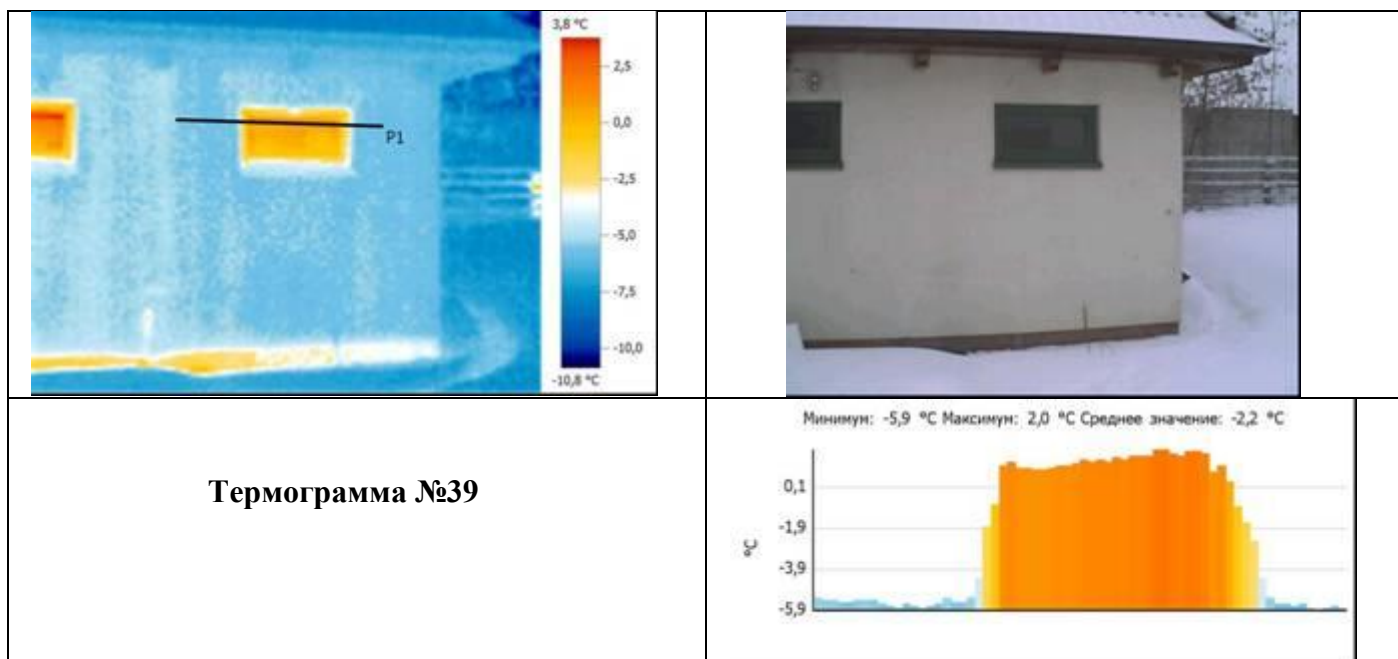 3,8 °C
2,5
0,0
-2,5
-5,0
-7,5
-10,0
-10,8 °C
P1
Термограмма №39
Минимум: -5,9 °C Максимум: 2,0 °C Среднее значение: -2,2 °C
0,1
-1,9
-3,9
-5,9
°C